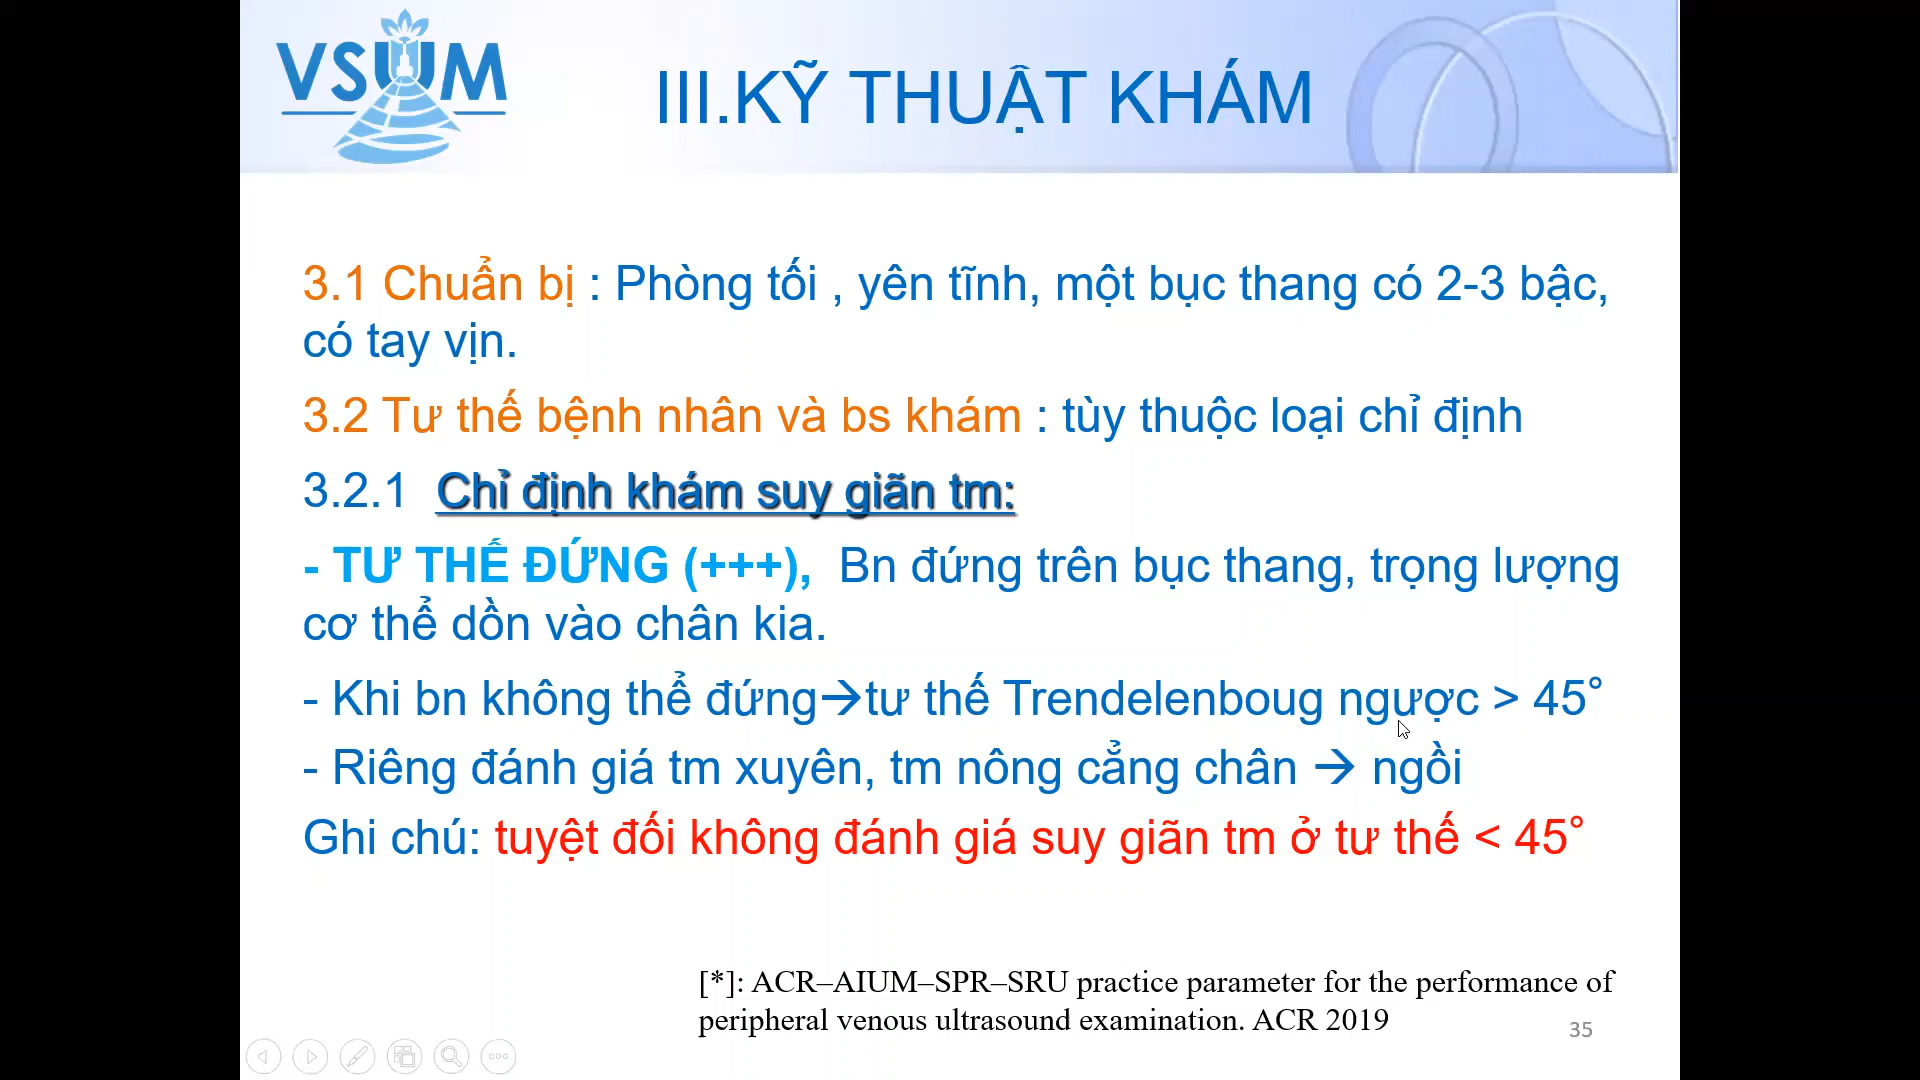 VSUM
III.KỸ THUẬT KHÁM
3.1 Chuẩn bị : Phòng tối , yên tĩnh, một bục thang có 2-3 bậc,
có tay vịn.
3.2 Tư thế bệnh nhân và bs khám : tùy thuộc loại chỉ định
3.2.1 Chỉ định khám suy giãn tm:
- TƯ THẾ ĐỨNG (+++), Bn đứng trên bục thang, trọng lượng
cơ thể dồn vào chân kia.
- Khi bn không thể đứng→tư thế Trendelenboug ngược > 45°
- Riêng đánh giá tm xuyên, tm nông cẳng chân → ngồi
Ghi chú: tuyệt đối không đánh giá suy giãn tm ở tư thế < 45°
[*]: ACR–AIUM–SPR–SRU practice parameter for the performance of
peripheral venous ultrasound examination. ACR 2019
35